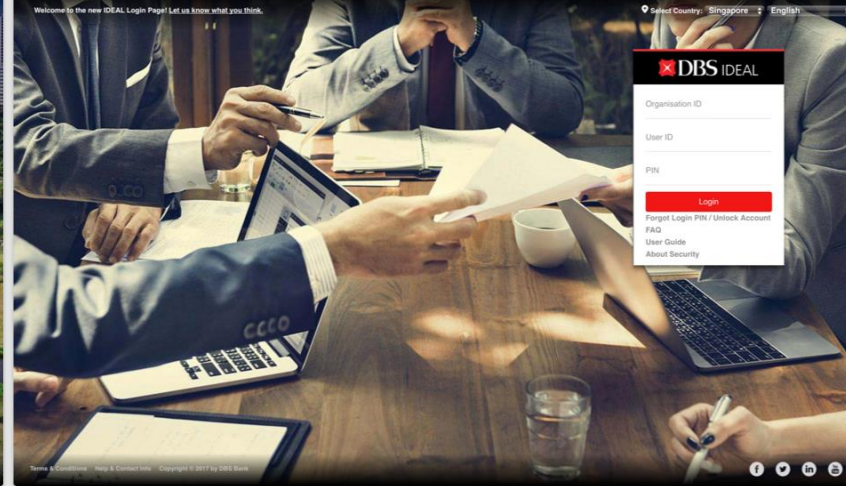 Welcome to the new IDEAL Login Page! Let us know what you think.
Select Country: Singapore English
DBS IDEAL
Organisation ID
User ID
PIN
Login
Forgot Login PIN / Unlock Account
FAQ
User Guide
About Security
Terms & Conditions Help & Contact Info Copyright © 2017 by DBS Bank